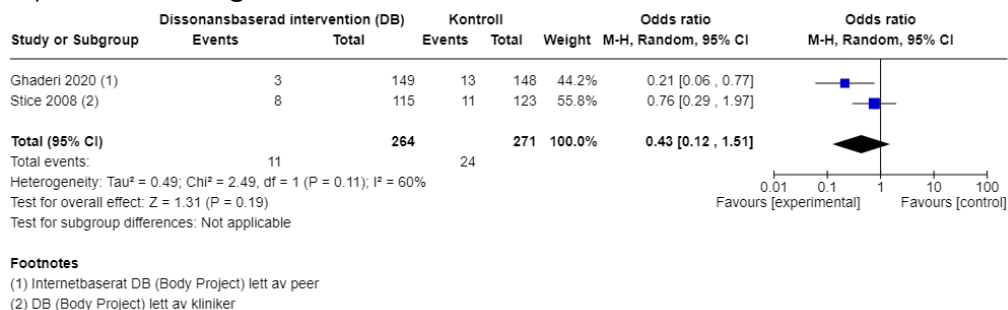 Dissonansbaserad intervention (DB) Kontroll Odds ratio Odds ratio
Study or Subgroup Events Total Events Total Weight M-H, Random, 95% CI M-H, Random, 95% CI
Ghaderi 2020 (1) 3 149 13 148 44.2% 0.21 [0.06 , 0.77]
Stice 2008 (2) 8 115 11 123 55.8% 0.76 [0.29 , 1.97]
Total (95% CI) 264 271 100.0% 0.43 [0.12 , 1.51]
Total events: 11 24
Heterogeneity: Tau² = 0.49; Chi² = 2.49, df = 1 (P = 0.11); I² = 60%
Test for overall effect: Z = 1.31 (P = 0.19)
Test for subgroup differences: Not applicable
0.01 0.1 1 10 100
Favours [experimental] Favours [control]
Footnotes
(1) Internetbaserat DB (Body Project) lett av peer
(2) DB (Body Project) lett av kliniker